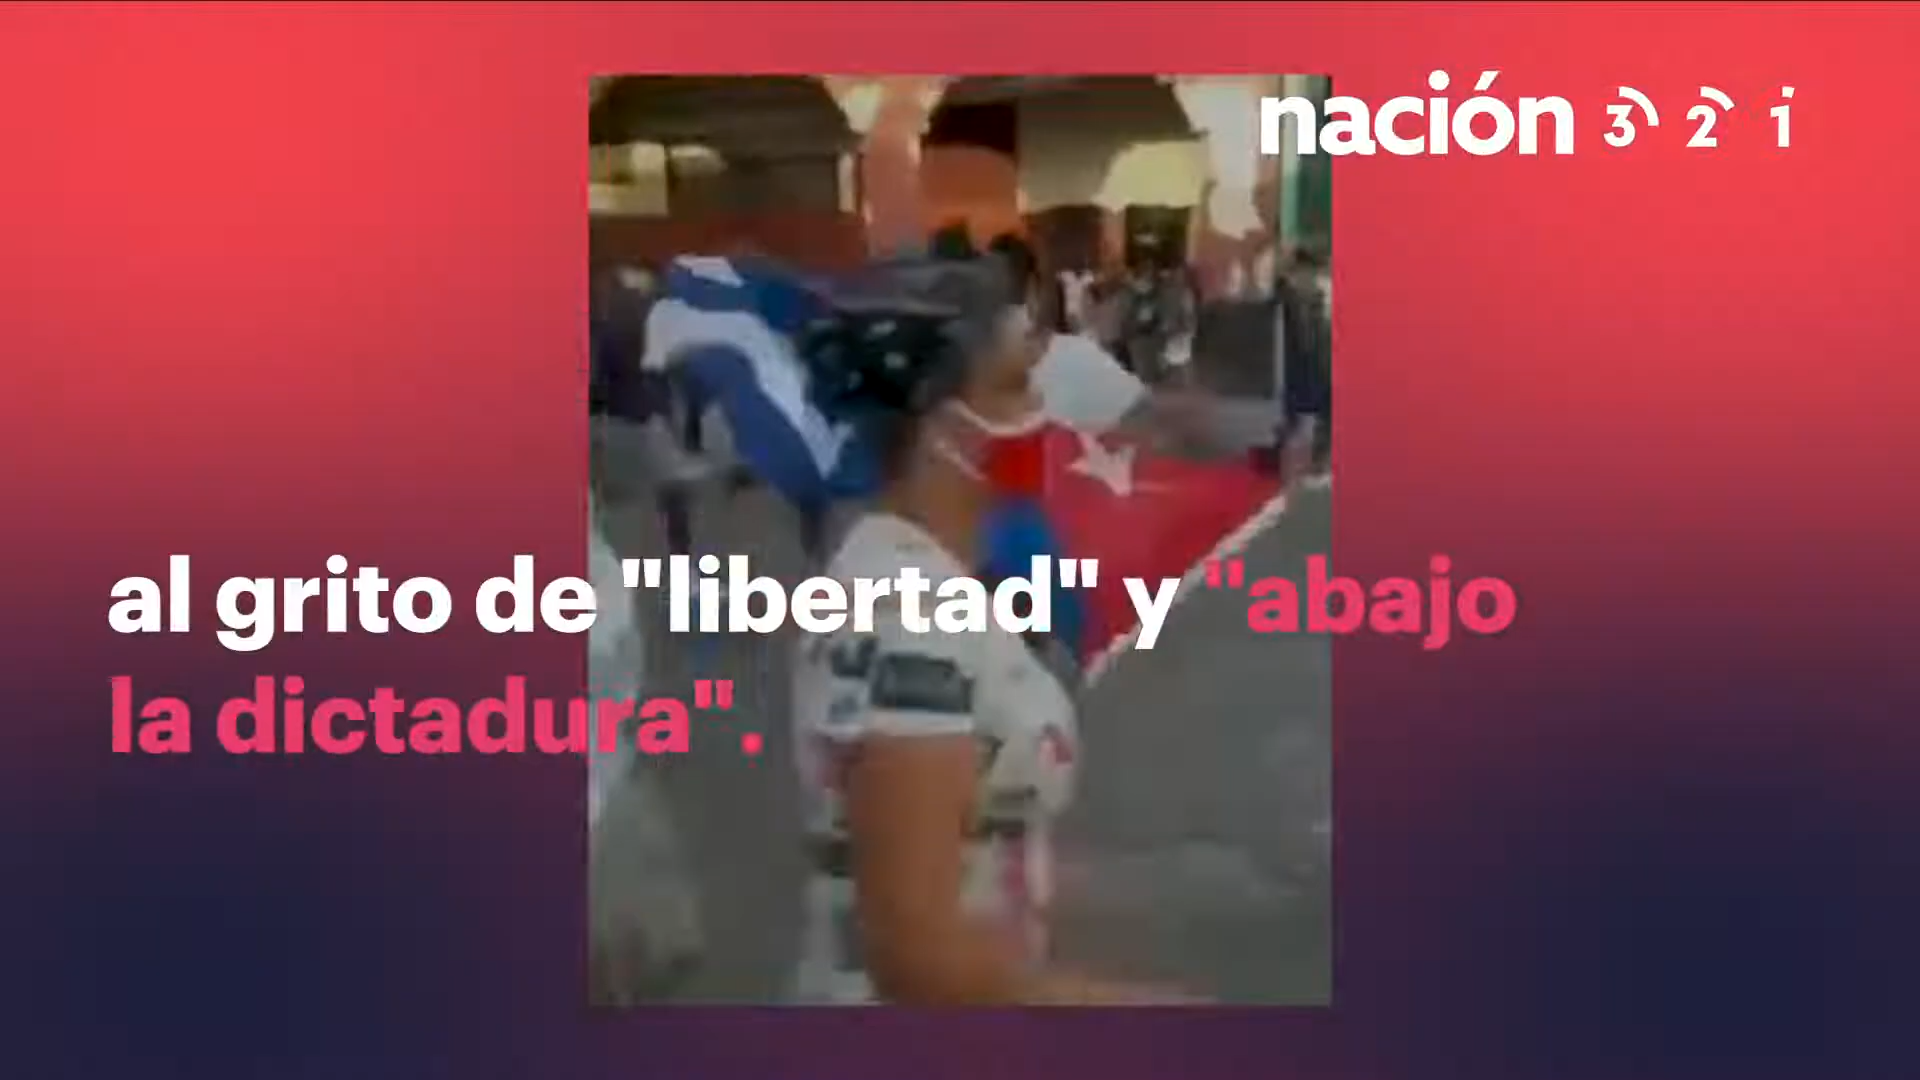 nación 321
al grito de "libertad" y "abajo
la dictadura".